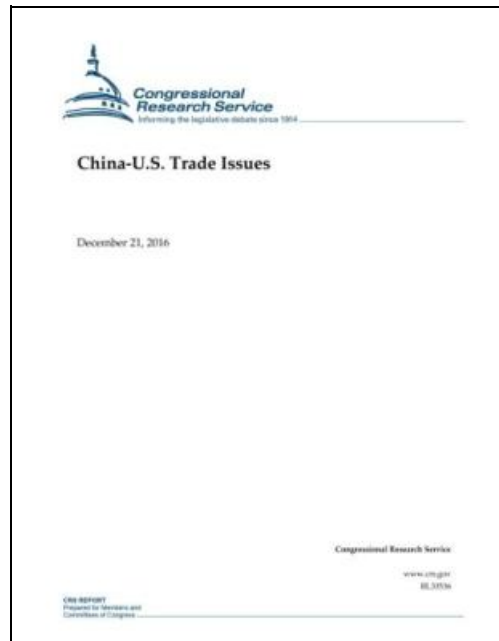 Congressional
Research Service
Informing the legislative debate since 1914
China-U.S. Trade Issues
December 21, 2016
Congressional Research Service
www.crs.gov
RL33536
CRS REPORT
Prepared for Members and
Committees of Congress